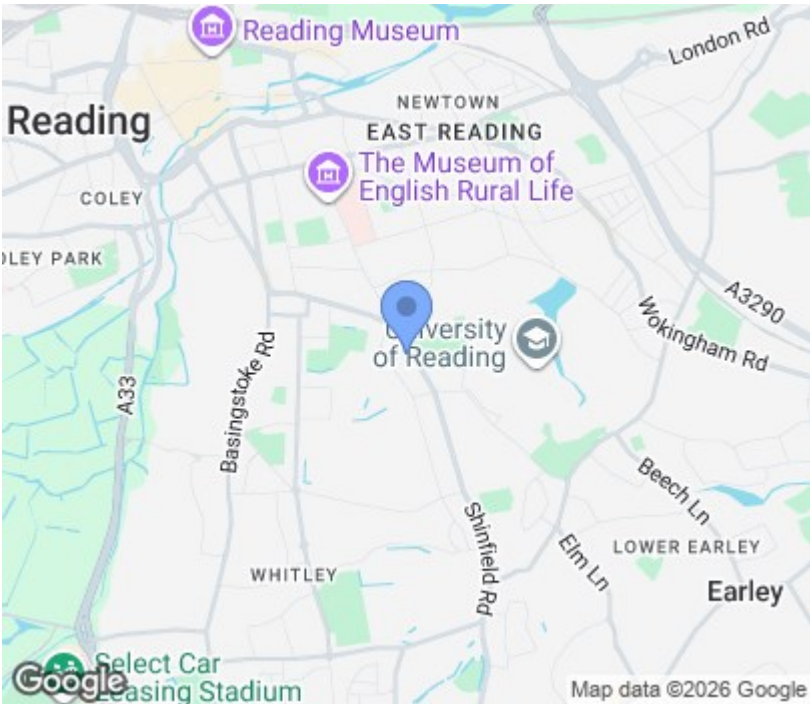 Reading Museum
London Rd
NEWTOWN
Reading
EAST READING
The Museum of
English Rural Life
COLEY
OLEY PARK
A3290
University
of Reading
Wokingham Rd
A33
Basingstoke Rd
Beech Ln
Shinfield Rd
Elm Ln
LOWER EARLEY
WHITLEY
Earley
Select Car
Leasing Stadium
Google
Map data ©2026 Google